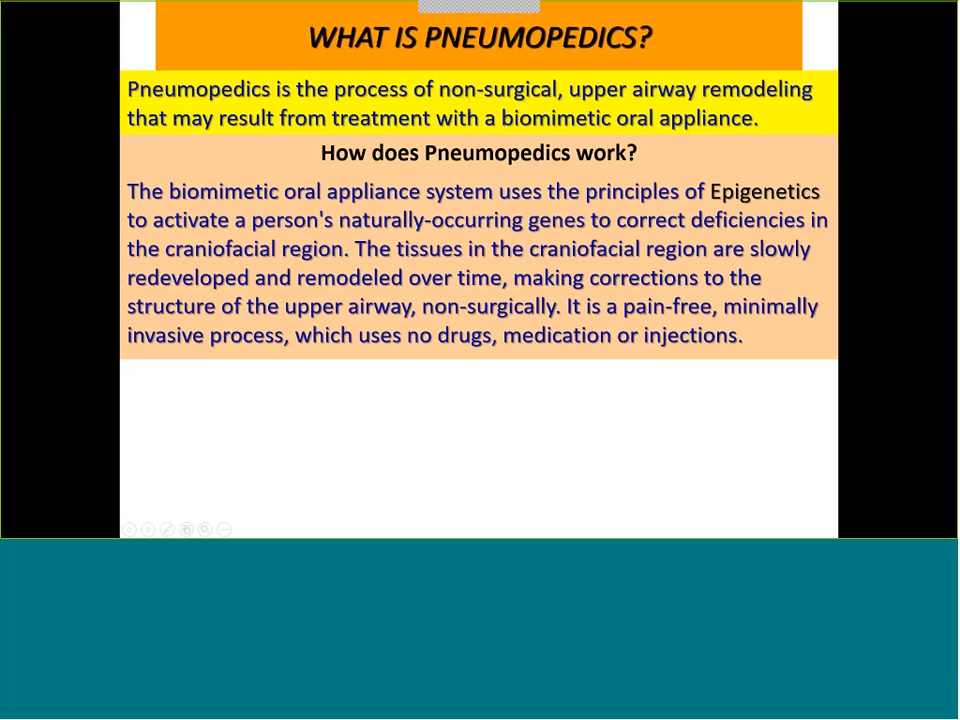 WHAT IS PNEUMOPEDICS?
Pneumopedics is the process of non-surgical, upper airway remodeling
that may result from treatment with a biomimetic oral appliance.
How does Pneumopedics work?
The biomimetic oral appliance system uses the principles of Epigenetics
to activate a person's naturally-occurring genes to correct deficiencies in
the craniofacial region. The tissues in the craniofacial region are slowly
redeveloped and remodeled over time, making corrections to the
structure of the upper airway, non-surgically. It is a pain-free, minimally
invasive process, which uses no drugs, medication or injections.